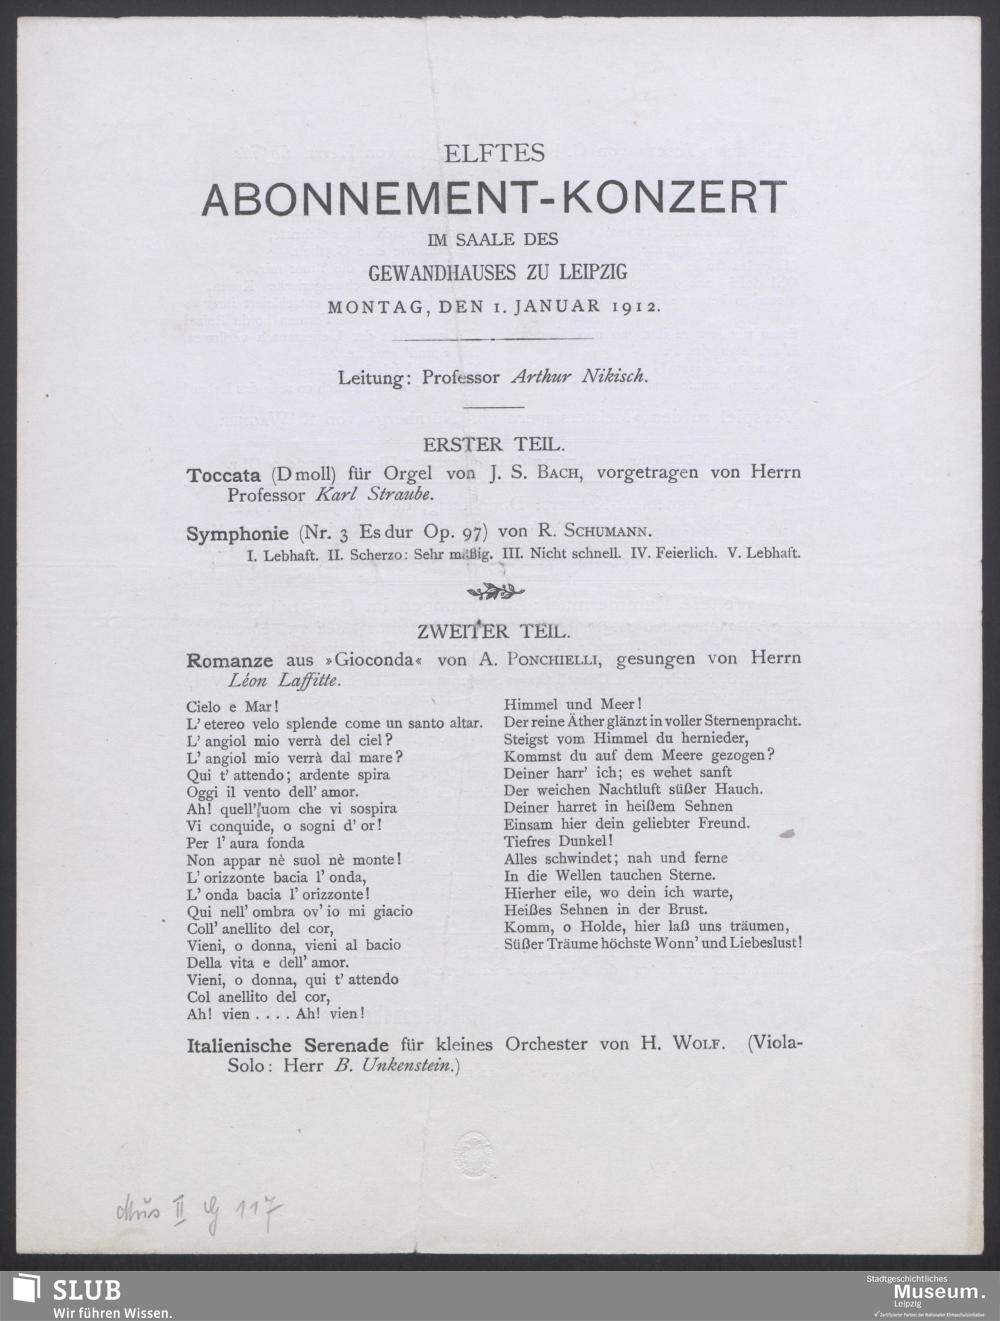 ELFTES
ABONNEMENT-KONZERT
IM SAALE DES
GEWANDHAUSES ZU LEIPZIG
MONTAG, DEN 1. JANUAR 1912.
Leitung: Professor Arthur Nikisch.
ERSTER TEIL.
Toccata (D moll) für Orgel von J. S. BACH, vorgetragen von Herrn
Professor Karl Straube.
Symphonie (Nr. 3 Es dur Op. 97) von R. SCHUMANN.
I. Lebhaft. II. Scherzo: Sehr mäßig. III. Nicht schnell. IV. Feierlich. V. Lebhaft.
ZWEITER TEIL.
Romanze aus »Gioconda« von A. PONCHIELLI, gesungen von Herrn
Léon Laffitte.
Cielo e Mar!
L' etereo velo splende come un santo altar.
L' angiol mio verrà del ciel?
L' angiol mio verrà dal mare?
Qui t' attendo; ardente spira
Oggi il vento dell' amor.
Ah! quell' uom che vi sospira
Vi conquide, o sogni d' or!
Per l' aura fonda
Non appar nè suol nè monte!
L' orizzonte bacia l' onda,
L' onda bacia l' orizzonte!
Qui nell' ombra ov' io mi giacio
Coll' anellito del cor,
Vieni, o donna, vieni al bacio
Della vita e dell' amor.
Vieni, o donna, qui t' attendo
Col anellito del cor,
Ah! vien . . . . Ah! vien!
Himmel und Meer!
Der reine Äther glänzt in voller Sternenpracht.
Steigst vom Himmel du hernieder,
Kommst du auf dem Meere gezogen?
Deiner harr' ich; es wehet sanft
Der weichen Nachtluft süßer Hauch.
Deiner harret in heißem Sehnen
Einsam hier dein geliebter Freund.
Tiefres Dunkel!
Alles schwindet; nah und ferne
In die Wellen tauchen Sterne.
Hierher eile, wo dein ich warte,
Heißes Sehnen in der Brust.
Komm, o Holde, hier laß uns träumen,
Süßer Träume höchste Wonn' und Liebeslust!
Italienische Serenade für kleines Orchester von H. WOLF. (Viola-
Solo: Herr B. Unkenstein.)
Mus II G 117
SLUB
Wir führen Wissen.
Stadtgeschichtliches
Museum.
Leipzig
Zertifizierter Partner der Nationalen Klimaschutzinitiative